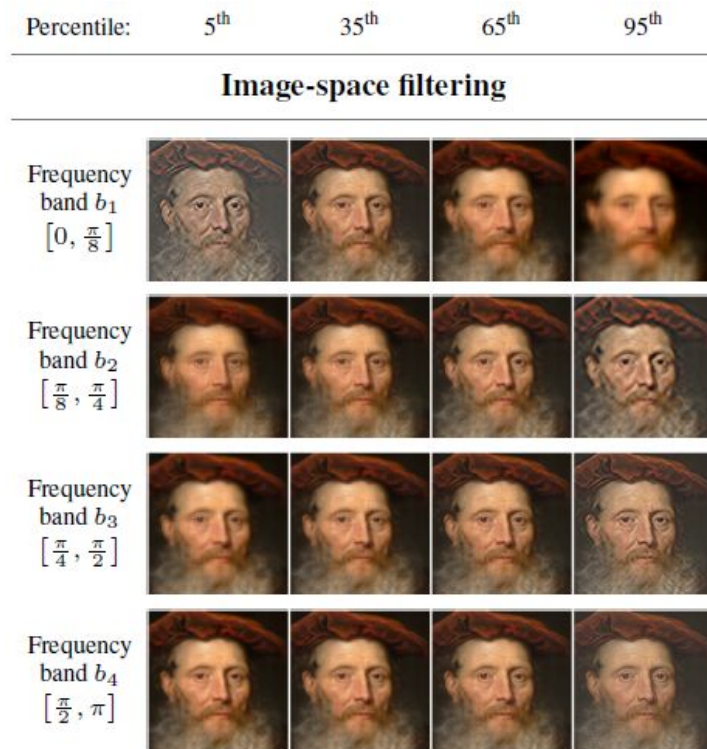 Percentile: 5th 35th 65th 95th
Image-space filtering
Frequency
band b1
[0, π/8]
Frequency
band b2
[π/8, π/4]
Frequency
band b3
[π/4, π/2]
Frequency
band b4
[π/2, π]